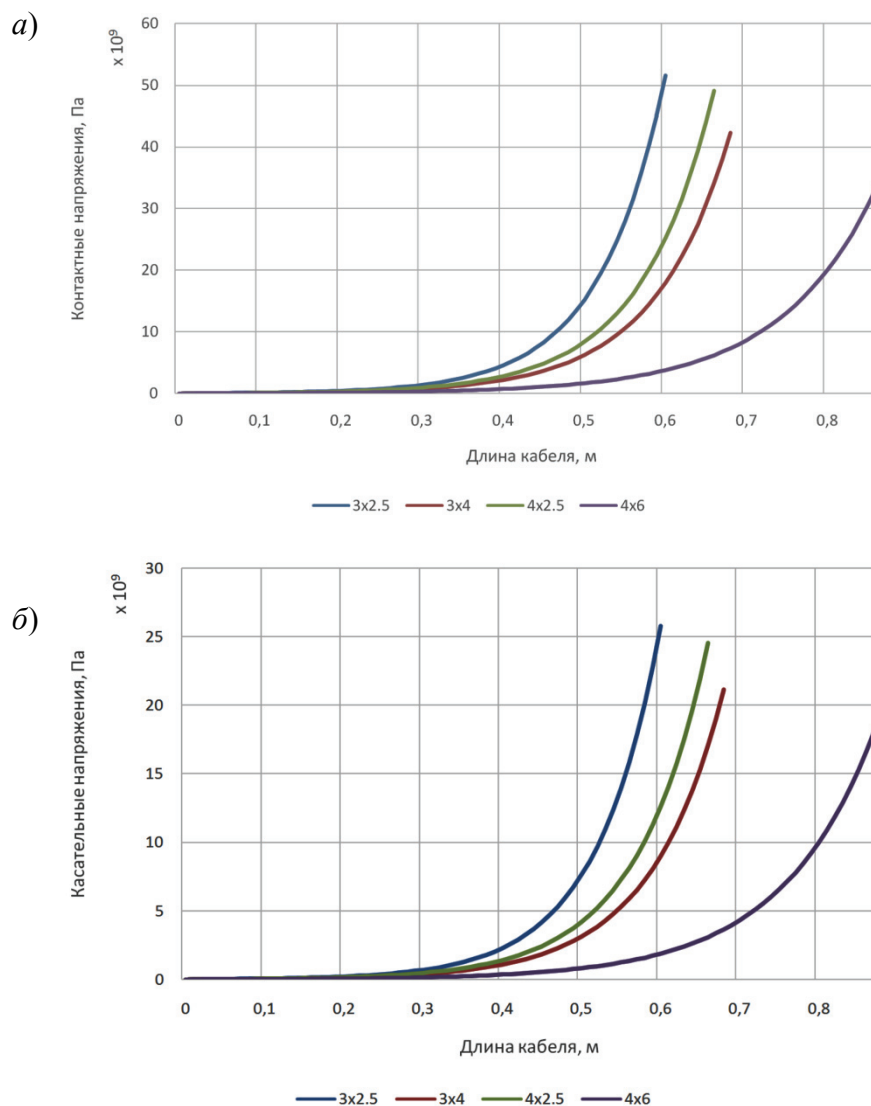 а)
x 10⁹
Контактные напряжения, Па
60
50
40
30
20
10
0
0 0,1 0,2 0,3 0,4 0,5 0,6 0,7 0,8
Длина кабеля, м
3x2.5 3x4 4x2.5 4x6
б)
x 10⁹
Касательные напряжения, Па
30
25
20
15
10
5
0
0 0,1 0,2 0,3 0,4 0,5 0,6 0,7 0,8
Длина кабеля, м
3x2.5 3x4 4x2.5 4x6